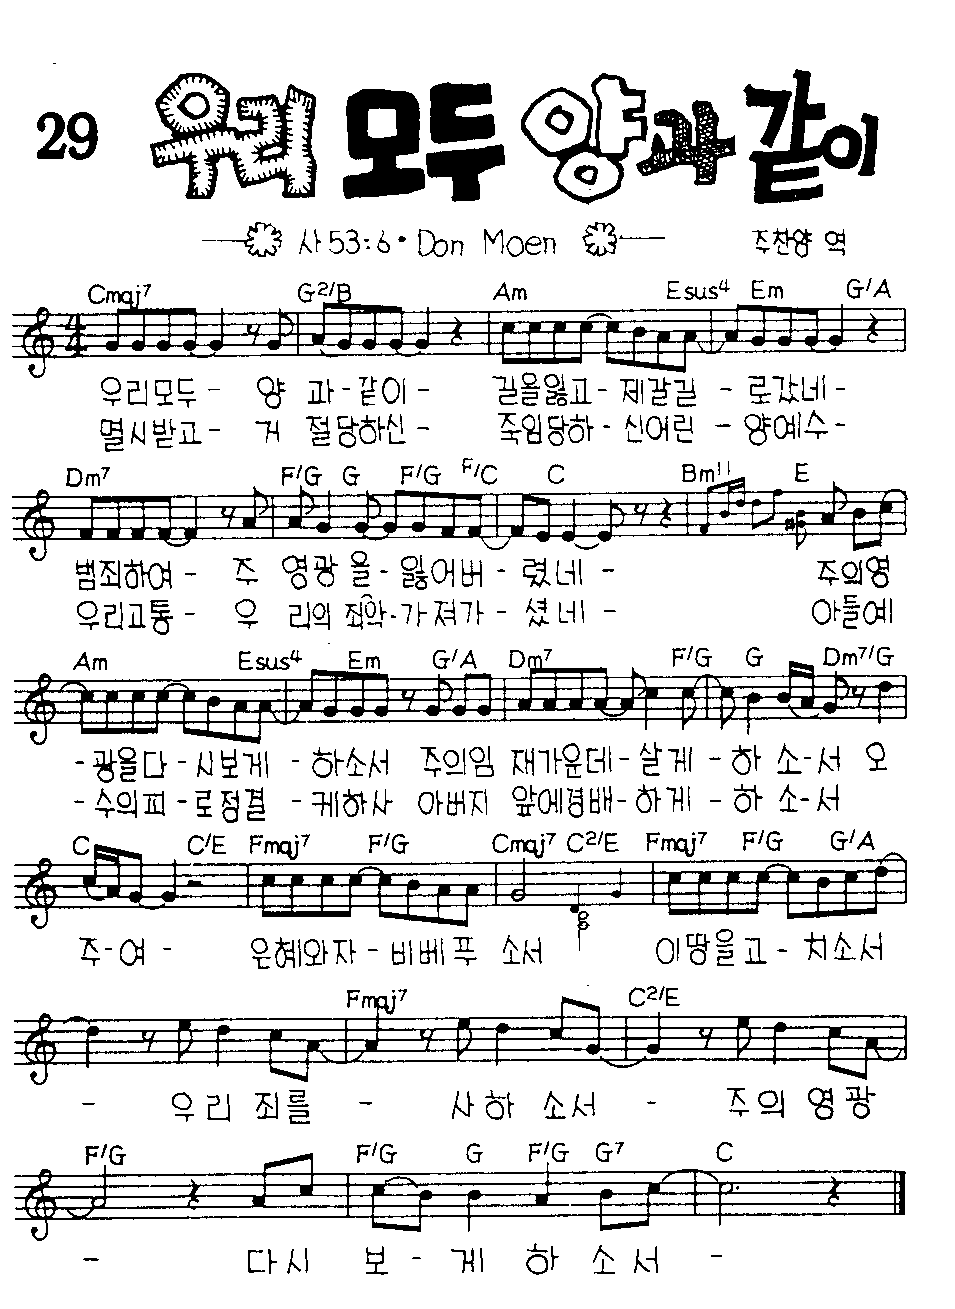 29 우리 모두 양과 같이
사 53:6 • Don Moen 주찬양 역
Cmaj7 G2/B Am Esus4 Em G/A
우리모두 - 양 과 - 같이 - 길을잃고 - 제갈길 - 로갔네 -
멸시받고 - 거 절당하신 - 죽임당하 - 신어린 - 양예수 -
Dm7 F/G G F/G F/C C Bm11 E
범죄하여 - 주 영광 을 - 잃어버 - 렸네 - 주의영
우리고통 - 우 리의 죄악 - 가져가 - 셨네 - 아들예
Am Esus4 Em G/A Dm7 F/G G Dm7/G
- 광을다 - 시보게 - 하소서 주의임 재가운데 - 살게 - 하 소 - 서 오
- 수의피 - 로정결 - 케하사 아버지 앞에경배 - 하게 - 하 소 - 서
C C/E Fmaj7 F/G Cmaj7 C2/E Fmaj7 F/G G/A
주 - 여 - 은혜와자 - 비베푸 소서 이땅을고 - 치소서
Fmaj7 C2/E
- 우리 죄를 - 사하 소서 - 주의 영광
F/G F/G G F/G G7 C
- 다시 보 - 게 하 소 서 -